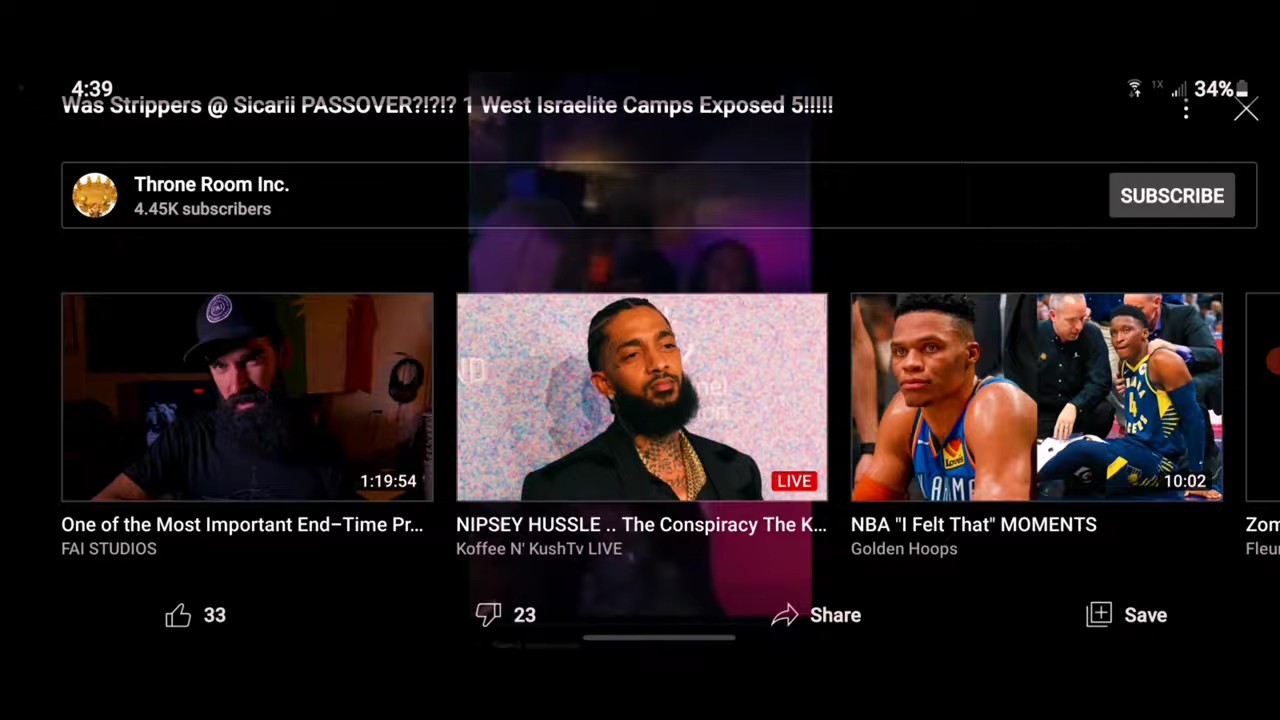 4:39
1X
34%
Was Strippers @ Sicarii PASSOVER?!?!? 1 West Israelite Camps Exposed 5!!!!!
Throne Room Inc.
4.45K subscribers
SUBSCRIBE
1:19:54
LIVE
10:02
One of the Most Important End-Time Pr...
NIPSEY HUSSLE .. The Conspiracy The K...
NBA "I Felt That" MOMENTS
Zom
FAI STUDIOS
Koffee N' KushTv LIVE
Golden Hoops
Fleur
33
23
Share
Save